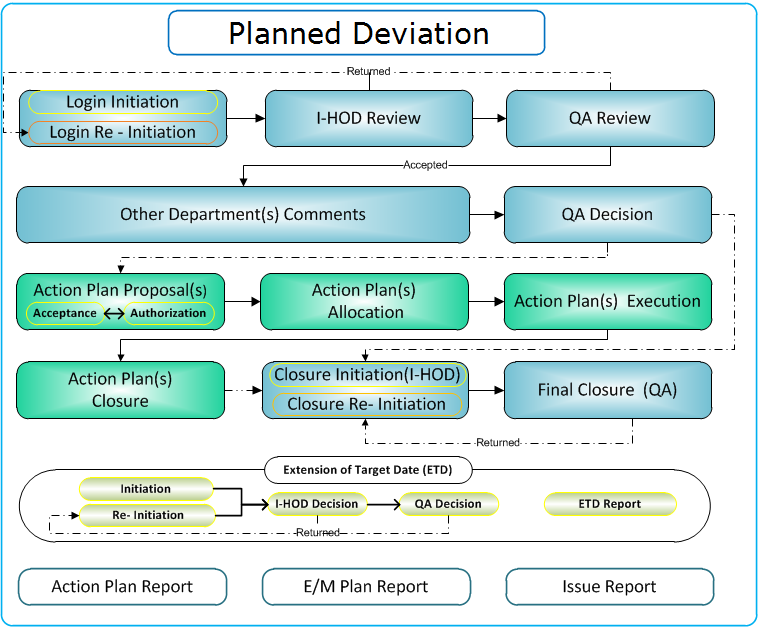 Planned Deviation
Returned
Login Initiation
Login Re - Initiation
I-HOD Review
QA Review
Accepted
Other Department(s) Comments
QA Decision
Action Plan Proposal(s)
Acceptance
Authorization
Action Plan(s)
Allocation
Action Plan(s) Execution
Action Plan(s)
Closure
Closure Initiation(I-HOD)
Closure Re- Initiation
Final Closure (QA)
Returned
Extension of Target Date (ETD)
Initiation
Re- Initiation
I-HOD Decision
QA Decision
ETD Report
Returned
Action Plan Report
E/M Plan Report
Issue Report